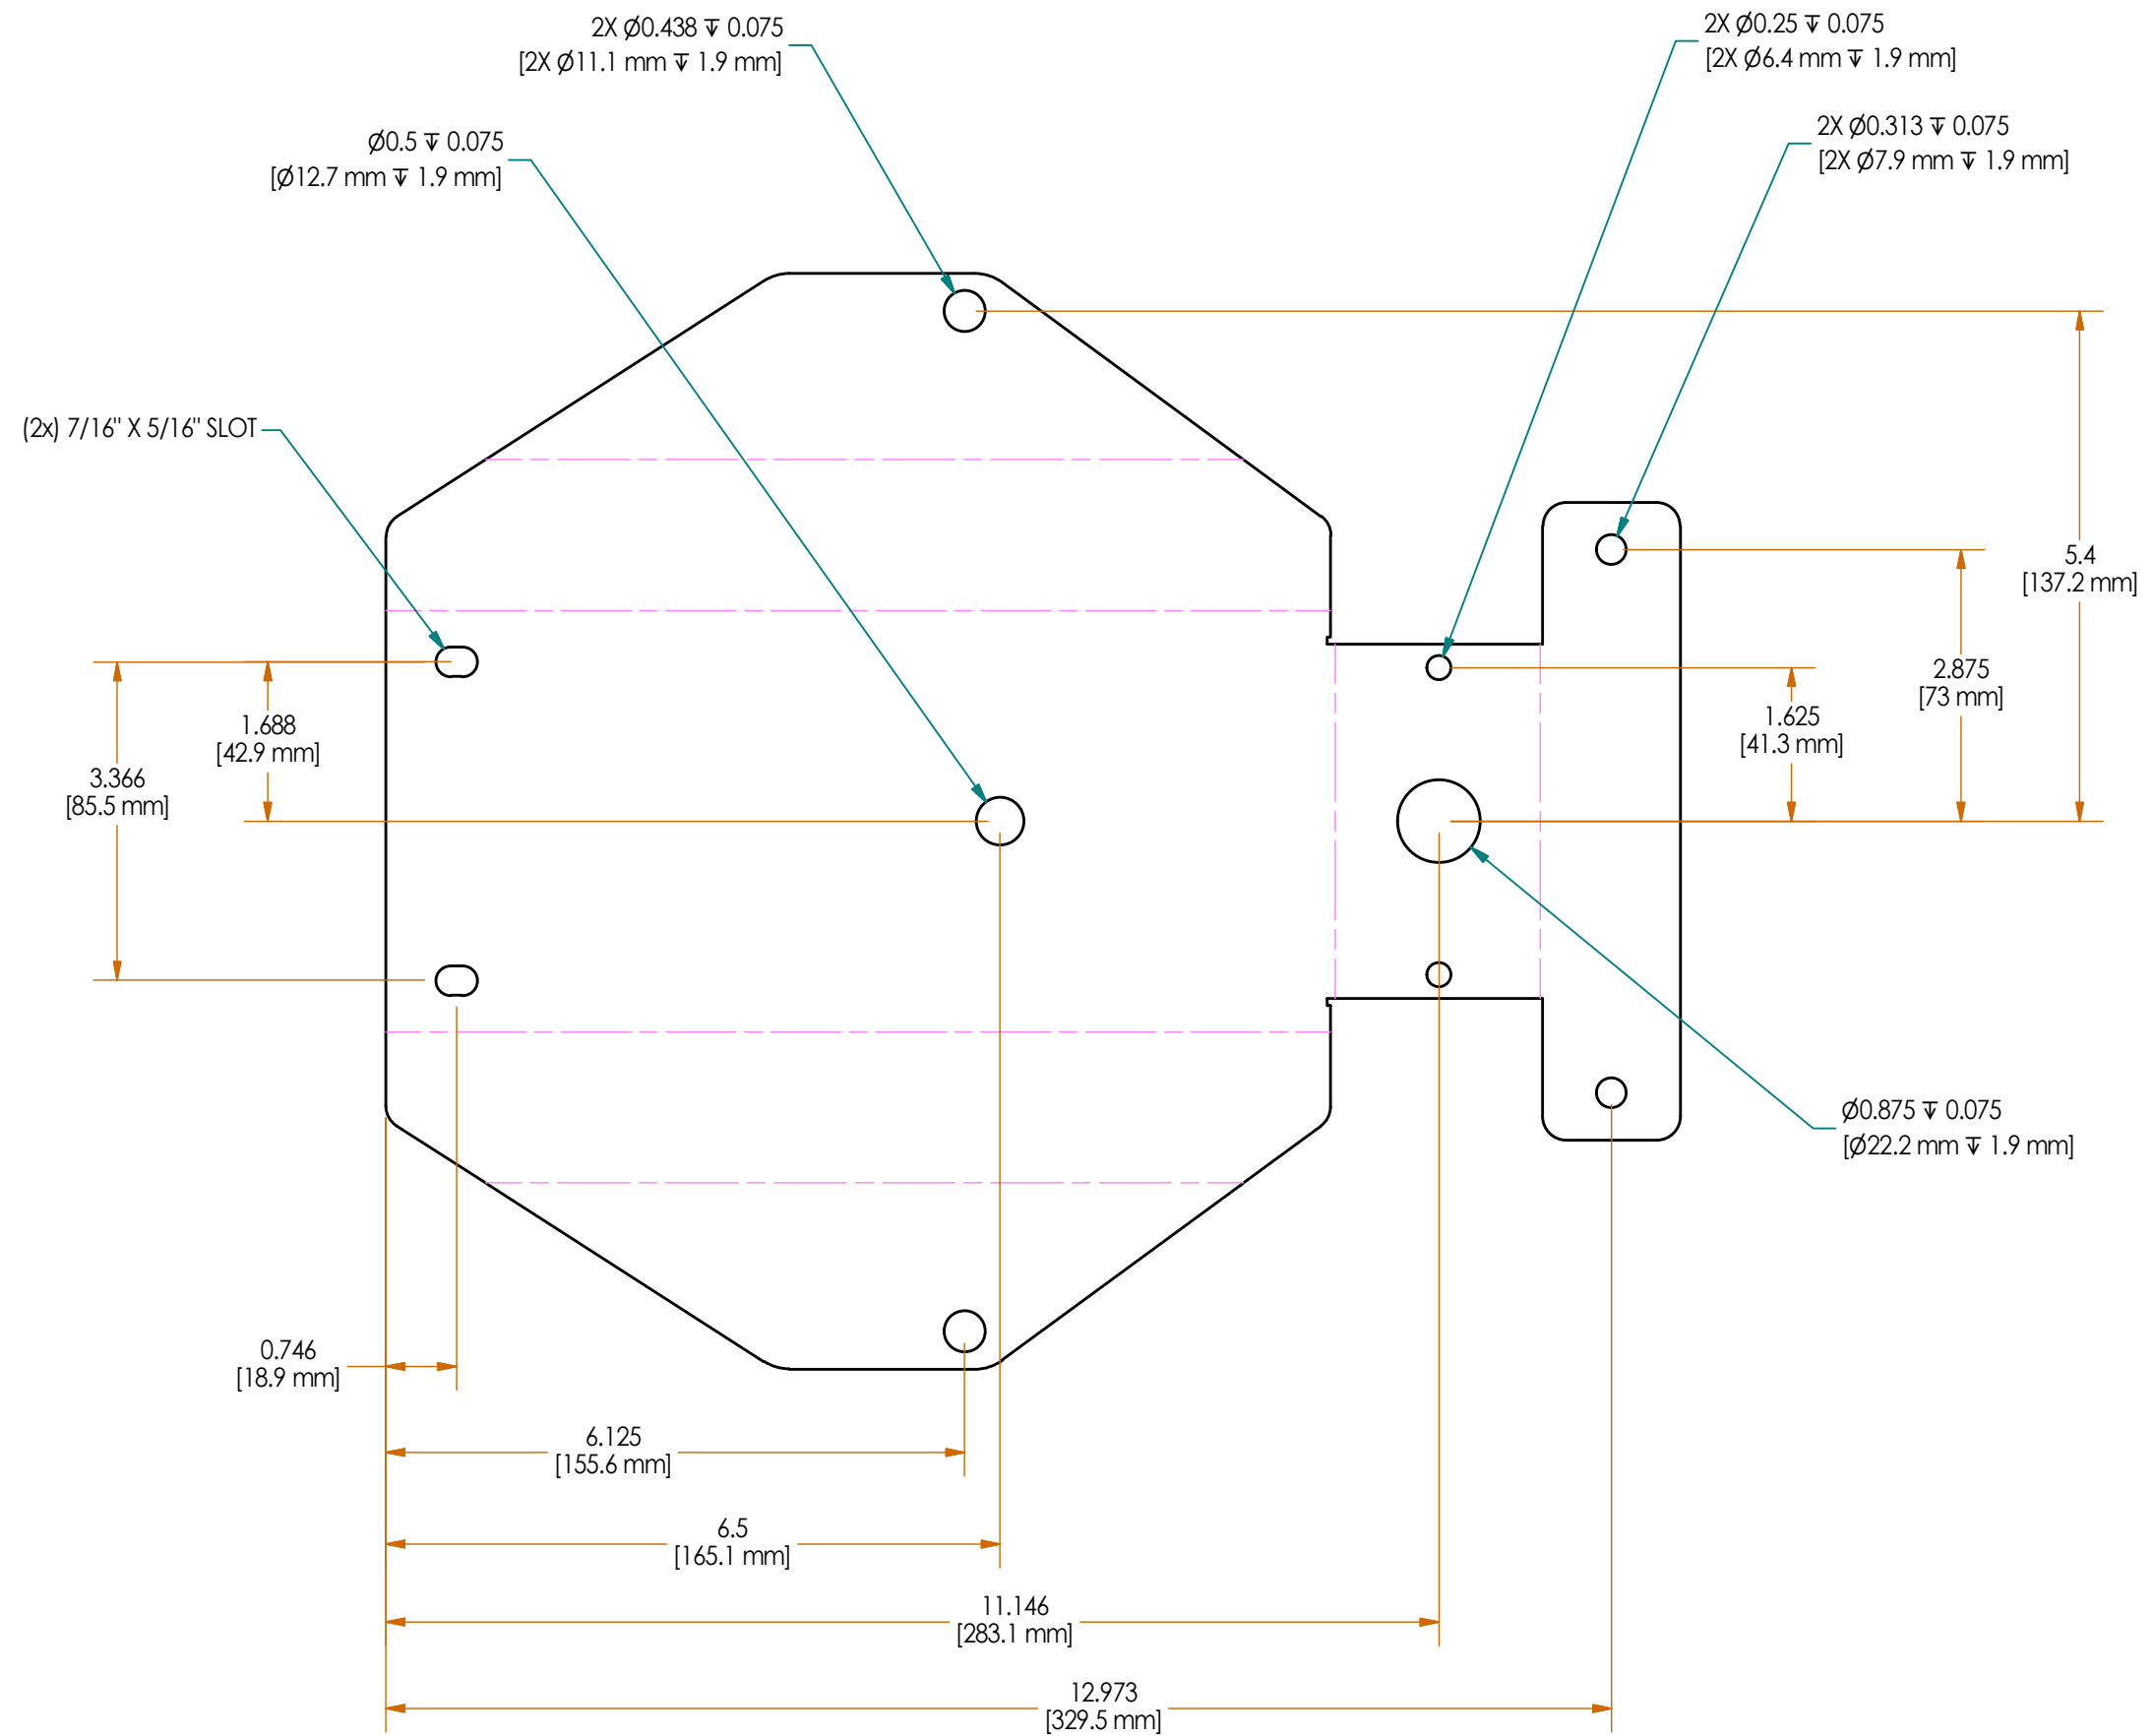 2X Ø0.438 ↧ 0.075
[2X Ø11.1 mm ↧ 1.9 mm]
2X Ø0.25 ↧ 0.075
[2X Ø6.4 mm ↧ 1.9 mm]
Ø0.5 ↧ 0.075
[Ø12.7 mm ↧ 1.9 mm]
2X Ø0.313 ↧ 0.075
[2X Ø7.9 mm ↧ 1.9 mm]
(2x) 7/16" X 5/16" SLOT
5.4
[137.2 mm]
2.875
[73 mm]
1.625
[41.3 mm]
1.688
[42.9 mm]
3.366
[85.5 mm]
Ø0.875 ↧ 0.075
[Ø22.2 mm ↧ 1.9 mm]
0.746
[18.9 mm]
6.125
[155.6 mm]
6.5
[165.1 mm]
11.146
[283.1 mm]
12.973
[329.5 mm]